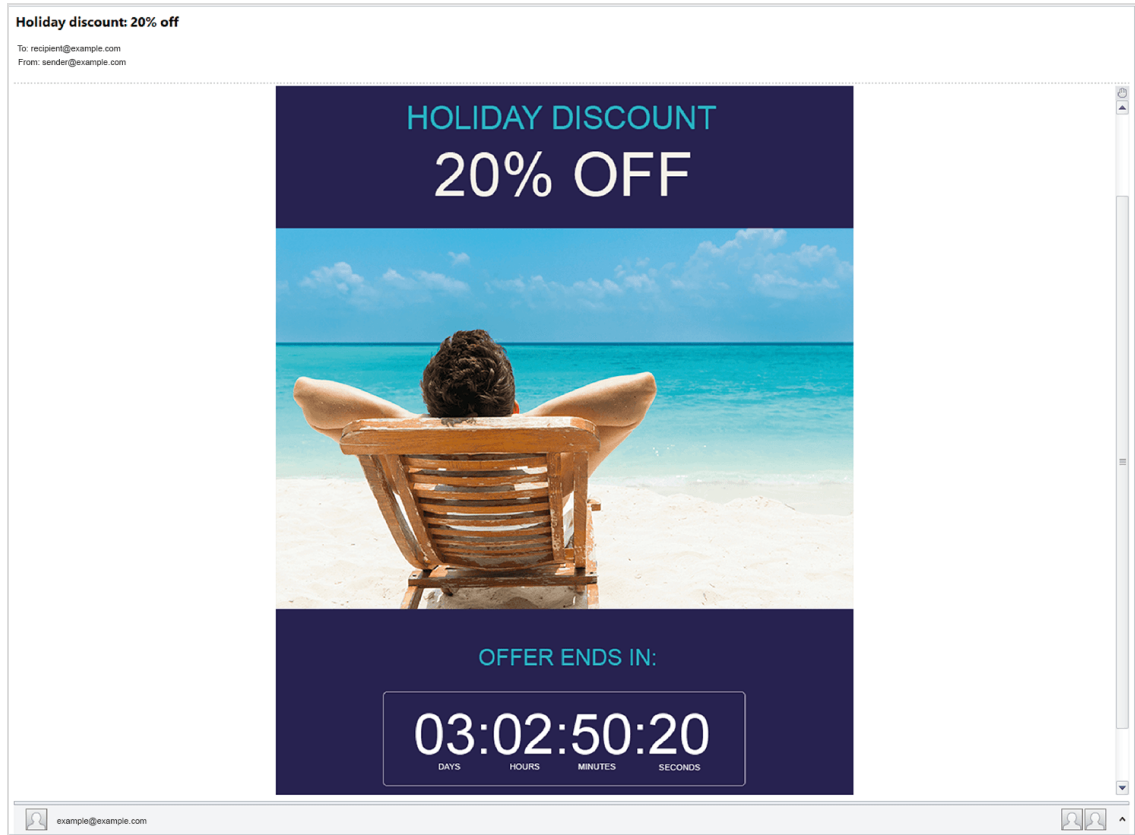 Holiday discount: 20% off
To: recipient@example.com
From: sender@example.com
HOLIDAY DISCOUNT
20% OFF
OFFER ENDS IN:
03:02:50:20
DAYS HOURS MINUTES SECONDS
example@example.com